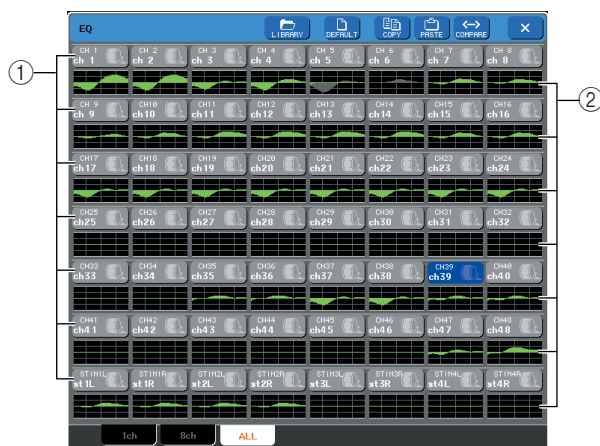 EQ LIBRARY DEFAULT COPY PASTE COMPARE ×
① ②
CH 1 CH 2 CH 3 CH 4 CH 5 CH 6 CH 7 CH 8
ch 1 ch 2 ch 3 ch 4 ch 5 ch 6 ch 7 ch 8
CH 9 CH10 CH11 CH12 CH13 CH14 CH15 CH16
ch 9 ch10 ch11 ch12 ch13 ch14 ch15 ch16
CH17 CH18 CH19 CH20 CH21 CH22 CH23 CH24
ch17 ch18 ch19 ch20 ch21 ch22 ch23 ch24
CH25 CH26 CH27 CH28 CH29 CH30 CH31 CH32
ch25 ch26 ch27 ch28 ch29 ch30 ch31 ch32
CH33 CH34 CH35 CH36 CH37 CH38 CH39 CH40
ch33 ch34 ch35 ch36 ch37 ch38 ch39 ch40
CH41 CH42 CH43 CH44 CH45 CH46 CH47 CH48
ch41 ch42 ch43 ch44 ch45 ch46 ch47 ch48
STIN1L STIN1R STIN2L STIN2R STIN3L STIN3R STIN4L STIN4R
st1L st1R st2L st2R st3L st3R st4L st4R
1ch 8ch ALL